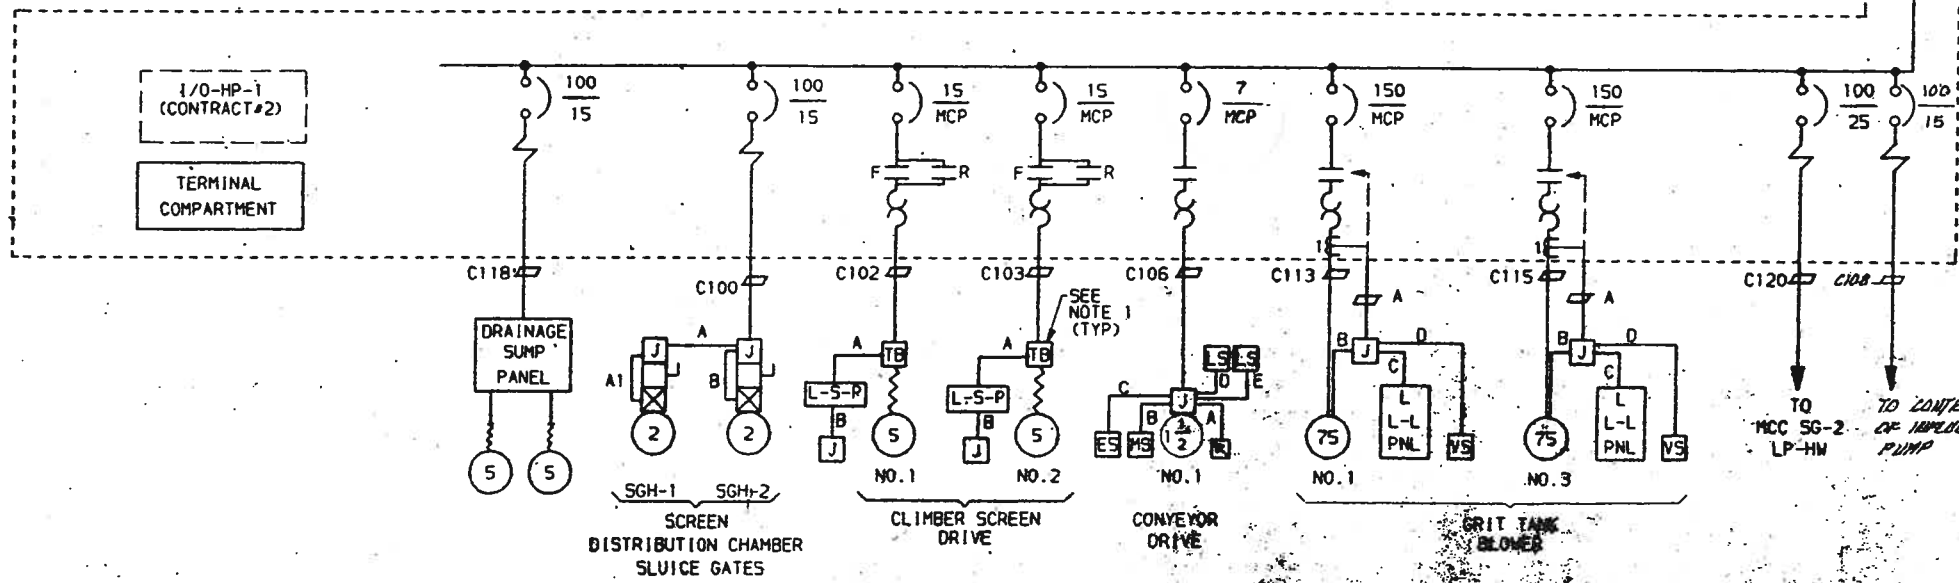 I/O-HP-1
(CONTRACT#2)
TERMINAL
COMPARTMENT
100
15
100
15
15
MCP
15
MCP
7
MCP
150
MCP
150
MCP
100
25
100
15
F
R
F
R
1
1
C118
C100
C102
C103
C106
C113
C115
C120
C108
SEE
NOTE 1
(TYP)
A
A
DRAINAGE
SUMP
PANEL
A
J
J
A1
B
A
TB
L-S-R
B
J
A
TB
L-S-P
B
J
LS
LS
C
D
E
J
B
A
ES
MS
B
D
J
C
L
L-L
PNL
VS
B
D
J
C
L
L-L
PNL
VS
2
2
5
5
5
5
1 1/2
75
75
TO
MCC SG-2
LP-HW
PUMP
NO.1
NO.2
NO.1
NO.1
NO.3
SGH-1
SGH-2
SCREEN
DISTRIBUTION CHAMBER
SLUICE GATES
CLIMBER SCREEN
DRIVE
CONVEYOR
DRIVE
GRIT TANK
BLOWER